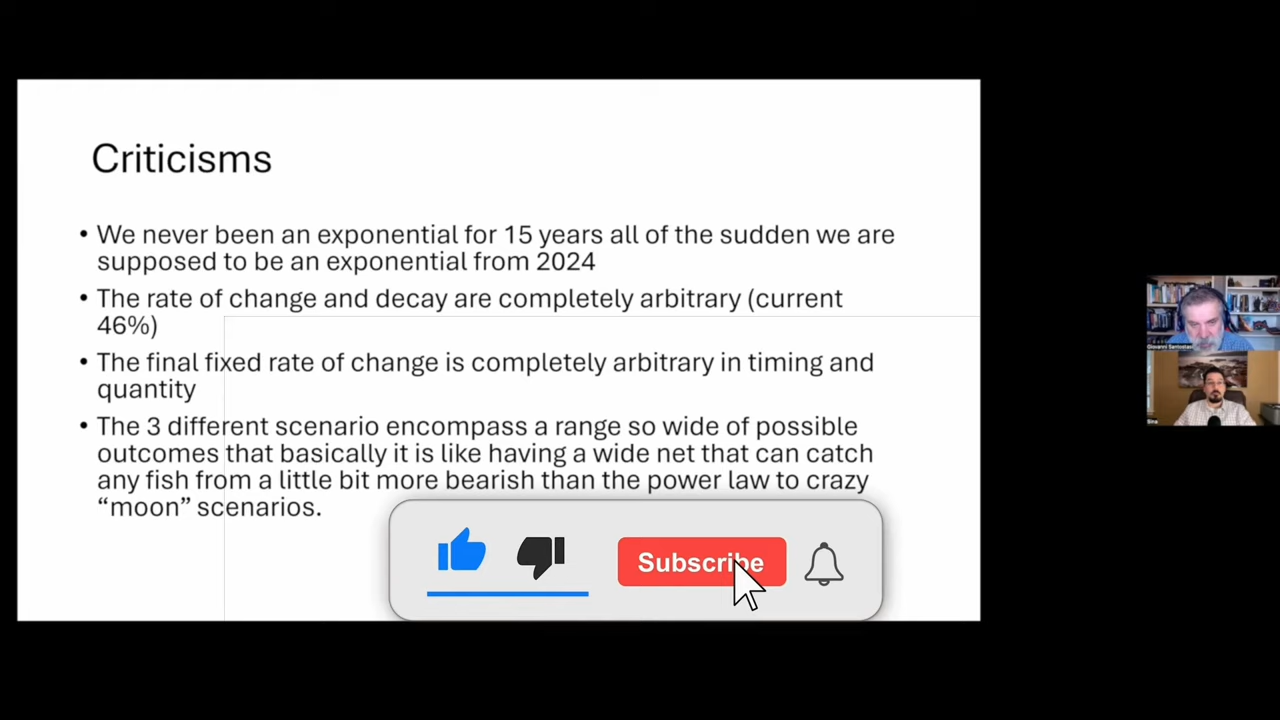 Criticisms
• We never been an exponential for 15 years all of the sudden we are
supposed to be an exponential from 2024
• The rate of change and decay are completely arbitrary (current
46%)
• The final fixed rate of change is completely arbitrary in timing and
quantity
• The 3 different scenario encompass a range so wide of possible
outcomes that basically it is like having a wide net that can catch
any fish from a little bit more bearish than the power law to crazy
“moon” scenarios.
Subscribe